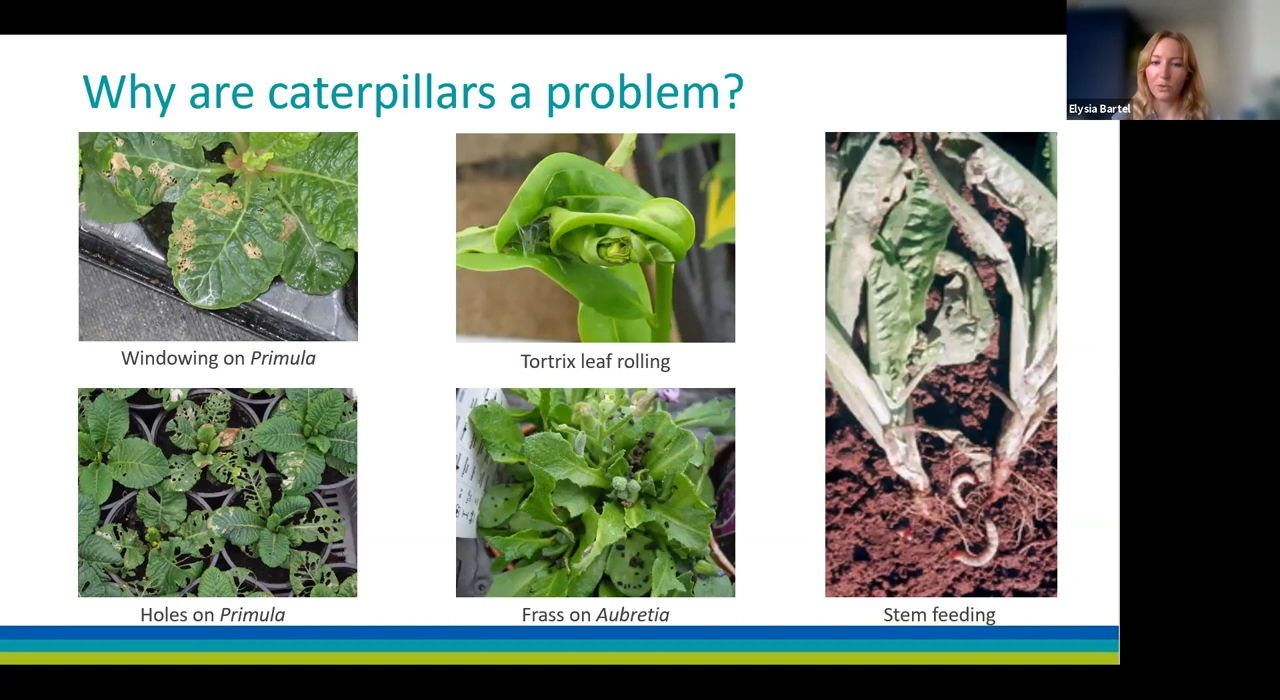 Why are caterpillars a problem?
Elysia Bartel
Windowing on Primula
Tortrix leaf rolling
Holes on Primula
Frass on Aubretia
Stem feeding